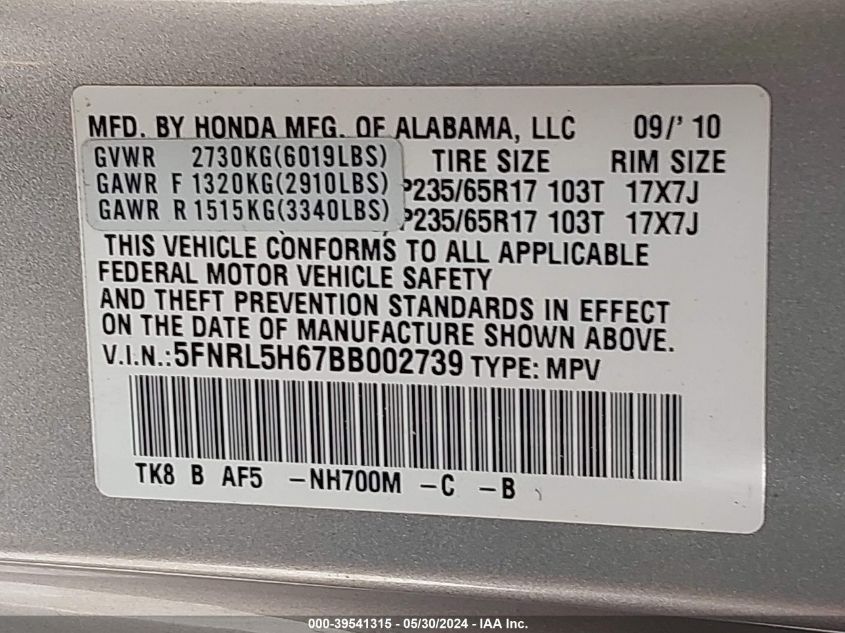 MFD. BY HONDA MFG. OF ALABAMA, LLC 09/' 10
GVWR 2730KG(6019LBS) TIRE SIZE RIM SIZE
GAWR F 1320KG(2910LBS) P235/65R17 103T 17X7J
GAWR R 1515KG(3340LBS) P235/65R17 103T 17X7J
THIS VEHICLE CONFORMS TO ALL APPLICABLE
FEDERAL MOTOR VEHICLE SAFETY
AND THEFT PREVENTION STANDARDS IN EFFECT
ON THE DATE OF MANUFACTURE SHOWN ABOVE.
V.I.N.: 5FNRL5H67BB002739 TYPE: MPV
TK8 B AF5 -NH700M -C -B
000-39541315 - 05/30/2024 - IAA Inc.